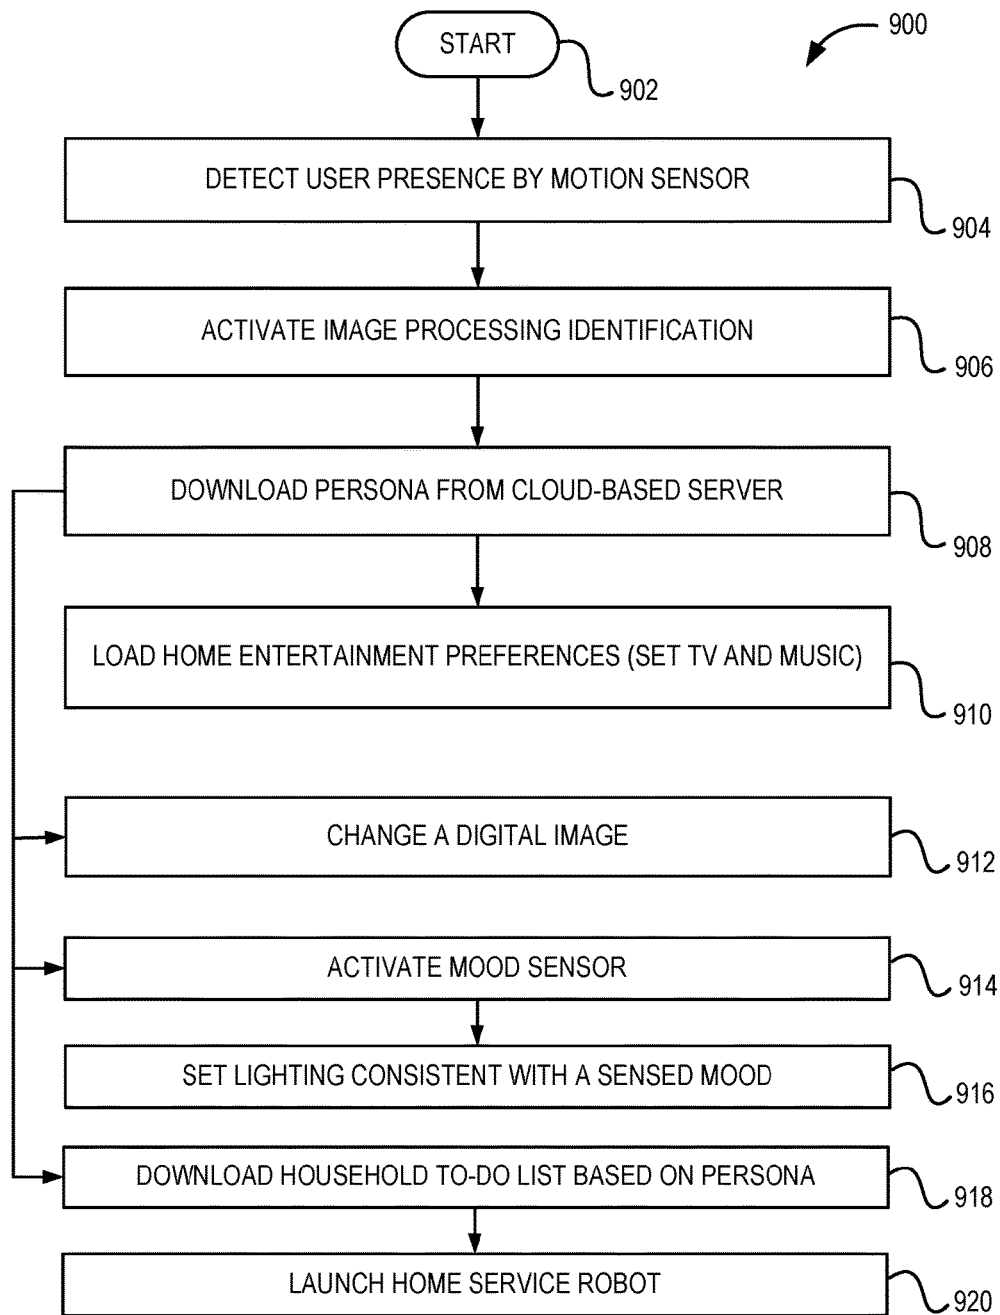 START
900
902
DETECT USER PRESENCE BY MOTION SENSOR
904
ACTIVATE IMAGE PROCESSING IDENTIFICATION
906
DOWNLOAD PERSONA FROM CLOUD-BASED SERVER
908
LOAD HOME ENTERTAINMENT PREFERENCES (SET TV AND MUSIC)
910
CHANGE A DIGITAL IMAGE
912
ACTIVATE MOOD SENSOR
914
SET LIGHTING CONSISTENT WITH A SENSED MOOD
916
DOWNLOAD HOUSEHOLD TO-DO LIST BASED ON PERSONA
918
LAUNCH HOME SERVICE ROBOT
920